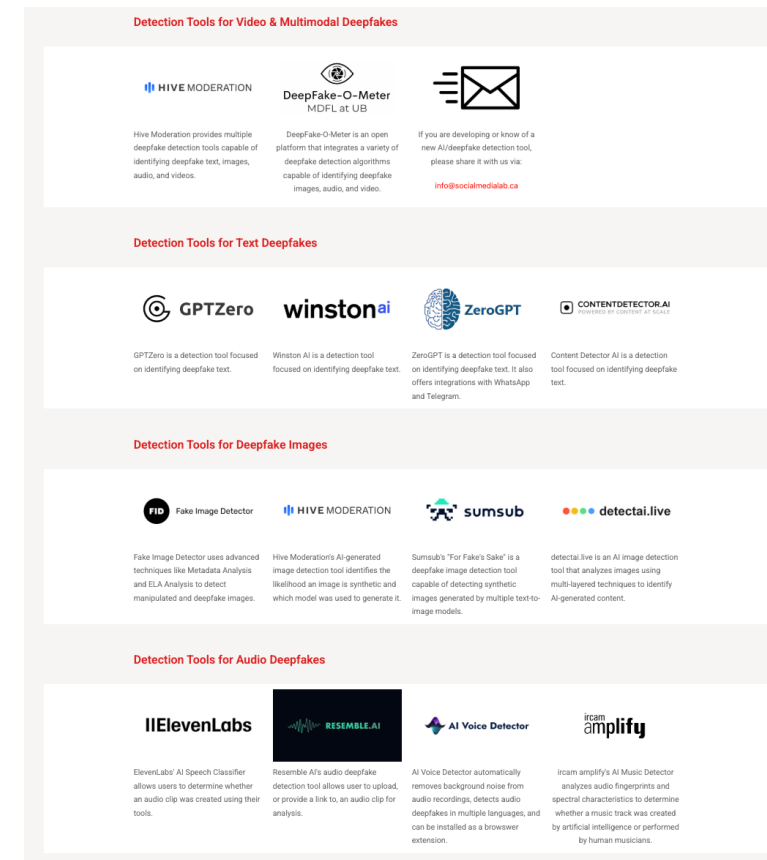 Detection Tools for Video & Multimodal Deepfakes
HIVE MODERATION
DeepFake-O-Meter
MDFL at UB
Hive Moderation provides multiple
deepfake detection tools capable of
identifying deepfake text, images,
audio, and videos.
DeepFake-O-Meter is an open
platform that integrates a variety of
deepfake detection algorithms
capable of identifying deepfake
images, audio, and video.
If you are developing or know of a
new AI/deepfake detection tool,
please share it with us via:
info@socialmedialab.ca
Detection Tools for Text Deepfakes
GPTZero
winstonai
ZeroGPT
CONTENTDETECTOR.AI
POWERED BY CONTENT AT SCALE
GPTZero is a detection tool focused
on identifying deepfake text.
Winston AI is a detection tool
focused on identifying deepfake text.
ZeroGPT is a detection tool focused
on identifying deepfake text. It also
offers integrations with WhatsApp
and Telegram.
Content Detector AI is a detection
tool focused on identifying deepfake
text.
Detection Tools for Deepfake Images
FID Fake Image Detector
HIVE MODERATION
sumsub
detectai.live
Fake Image Detector uses advanced
techniques like Metadata Analysis
and ELA Analysis to detect
manipulated and deepfake images.
Hive Moderation's AI-generated
image detection tool identifies the
likelihood an image is synthetic and
which model was used to generate it.
Sumsub's "For Fake's Sake" is a
deepfake image detection tool
capable of detecting synthetic
images generated by multiple text-to-
image models.
detectai.live is an AI image detection
tool that analyzes images using
multi-layered techniques to identify
AI-generated content.
Detection Tools for Audio Deepfakes
IIElevenLabs
RESEMBLE.AI
AI Voice Detector
ircam
amplify
ElevenLabs' AI Speech Classifier
allows users to determine whether
an audio clip was created using their
tools.
Resemble AI's audio deepfake
detection tool allows user to upload,
or provide a link to, an audio clip for
analysis.
AI Voice Detector automatically
removes background noise from
audio recordings, detects audio
deepfakes in multiple languages, and
can be installed as a browswer
extension.
ircam amplify's AI Music Detector
analyzes audio fingerprints and
spectral characteristics to determine
whether a music track was created
by artificial intelligence or performed
by human musicians.